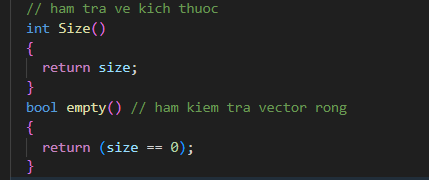 // ham tra ve kich thuoc
int Size()
{
return size;
}
bool empty() // ham kiem tra vector rong
{
return (size == 0);
}